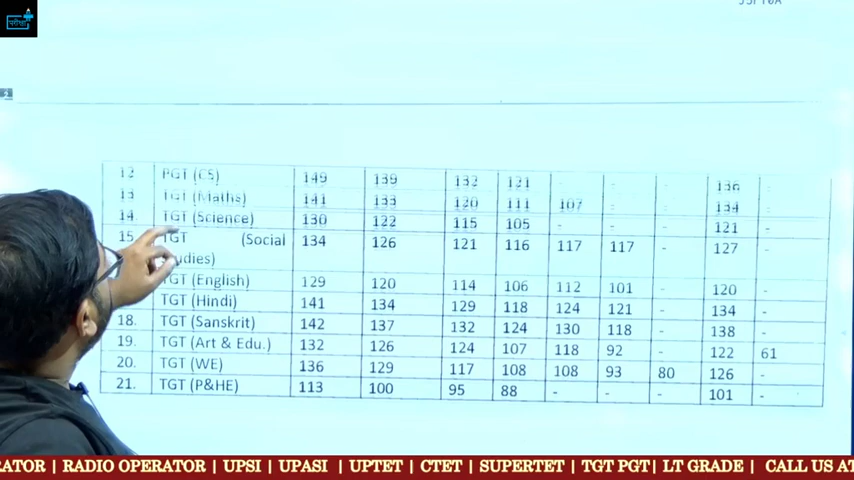 परीक्षा
12 PGT (CS) 149 139 132 121 - - - 136 -
13 TGT (Maths) 141 133 120 111 107 - - 134 -
14. TGT (Science) 130 122 115 105 - - - 121 -
15 TGT (Social 134 126 121 116 117 117 - 127 -
udies)
TGT (English) 129 120 114 106 112 101 - 120 -
TGT (Hindi) 141 134 129 118 124 121 134 -
18. TGT (Sanskrit) 142 137 132 124 130 118 - 138 -
19. TGT (Art & Edu.) 132 126 124 107 118 92 122 61
20. TGT (WE) 136 129 117 108 108 93 80 126 -
21. TGT (P&HE) 113 100 95 88 - - - 101 -
RATOR | RADIO OPERATOR | UPSI | UPASI | UPTET | CTET | SUPERTET | TGT PGT| LT GRADE | CALL US AT